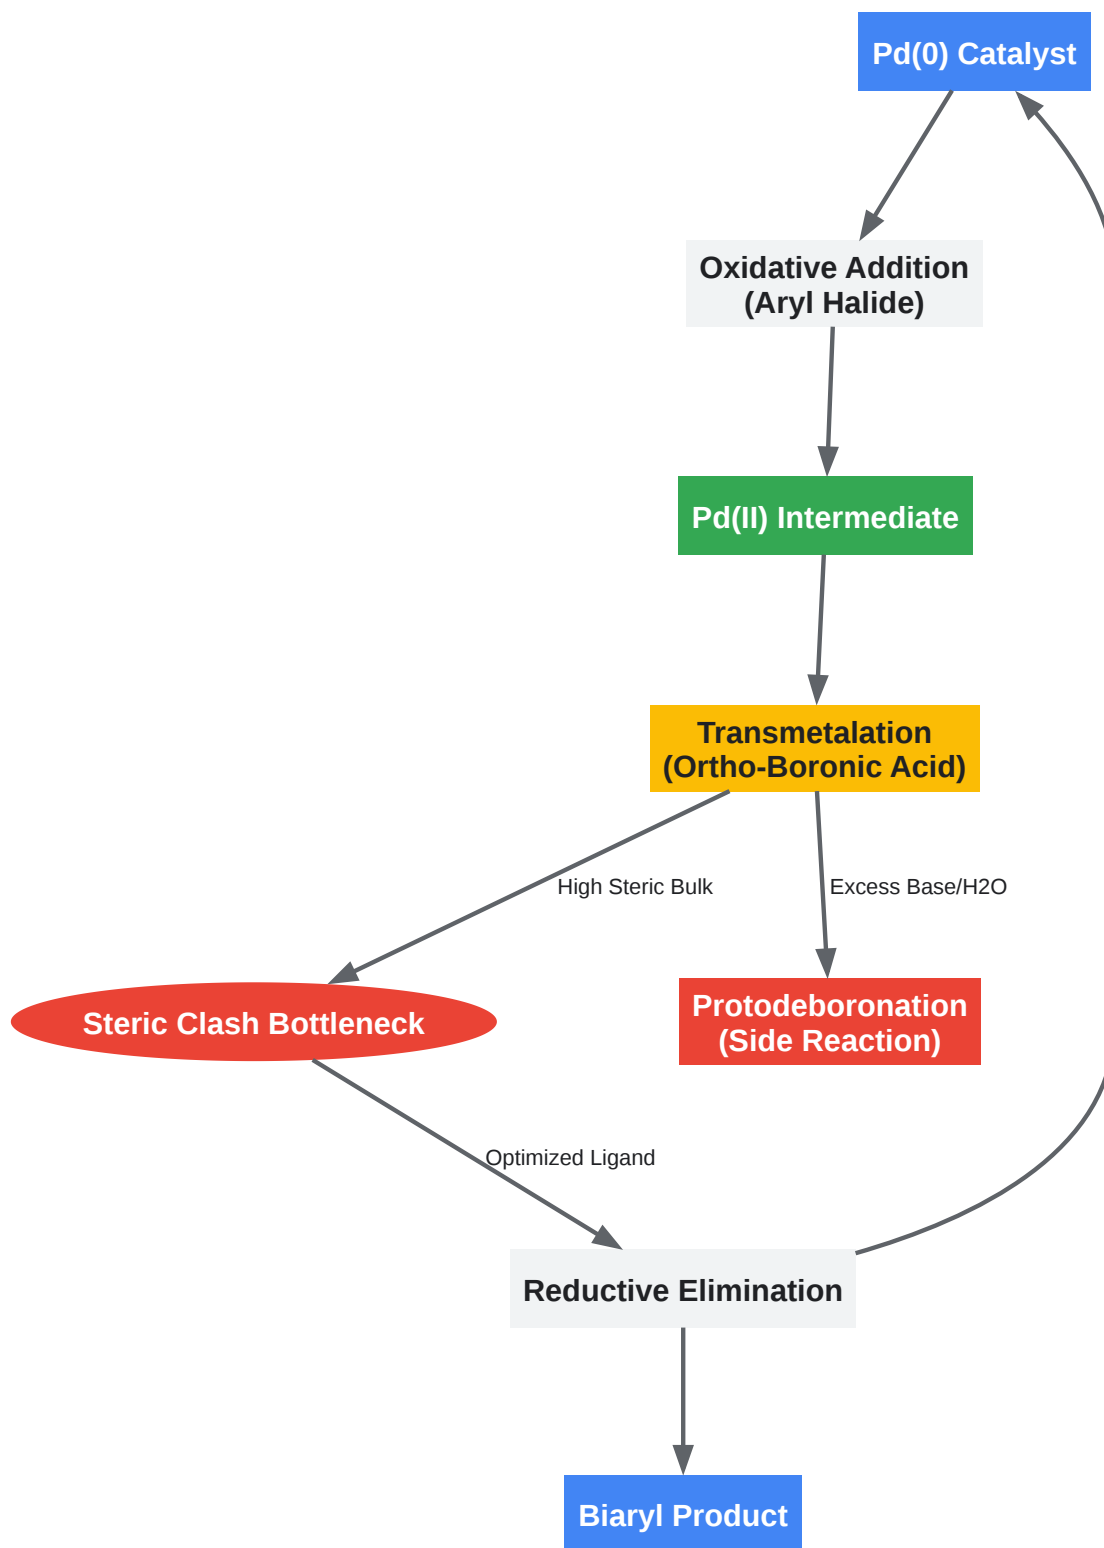 Pd(0) Catalyst
Oxidative Addition
(Aryl Halide)
Pd(II) Intermediate
Transmetalation
(Ortho-Boronic Acid)
High Steric Bulk
Excess Base/H2O
Steric Clash Bottleneck
Protodeboronation
(Side Reaction)
Optimized Ligand
Reductive Elimination
Biaryl Product